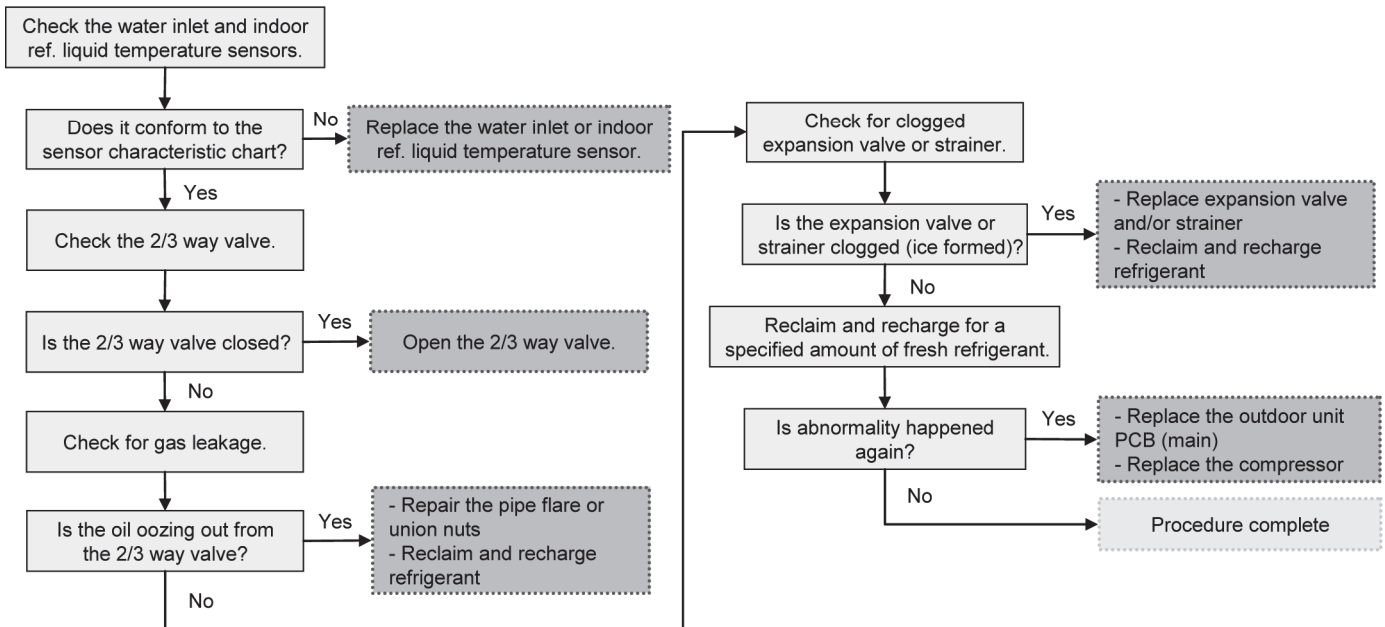 Check the water inlet and indoor
ref. liquid temperature sensors.
Does it conform to the
sensor characteristic chart?
No
Replace the water inlet or indoor
ref. liquid temperature sensor.
Yes
Check the 2/3 way valve.
Is the 2/3 way valve closed?
Yes
Open the 2/3 way valve.
No
Check for gas leakage.
Is the oil oozing out from
the 2/3 way valve?
Yes
- Repair the pipe flare or
union nuts
- Reclaim and recharge
refrigerant
No
Check for clogged
expansion valve or strainer.
Is the expansion valve or
strainer clogged (ice formed)?
Yes
- Replace expansion valve
and/or strainer
- Reclaim and recharge
refrigerant
No
Reclaim and recharge for a
specified amount of fresh refrigerant.
Is abnormality happened
again?
Yes
- Replace the outdoor unit
PCB (main)
- Replace the compressor
No
Procedure complete